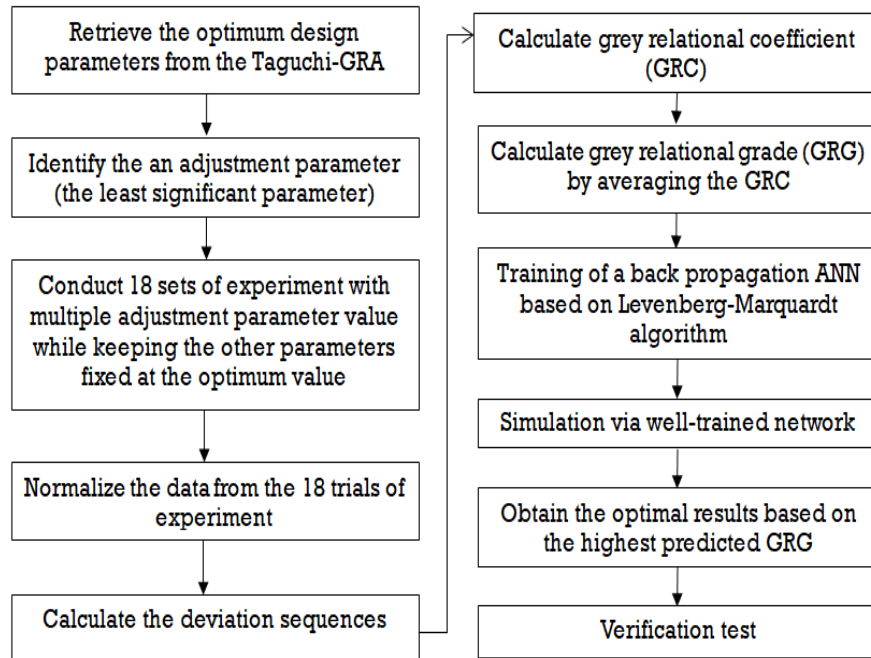 Retrieve the optimum design
parameters from the Taguchi-GRA
Identify the an adjustment parameter
(the least significant parameter)
Conduct 18 sets of experiment with
multiple adjustment parameter value
while keeping the other parameters
fixed at the optimum value
Normalize the data from the 18 trials of
experiment
Calculate the deviation sequences
Calculate grey relational coefficient
(GRC)
Calculate grey relational grade (GRG)
by averaging the GRC
Training of a back propagation ANN
based on Levenberg-Marquardt
algorithm
Simulation via well-trained network
Obtain the optimal results based on
the highest predicted GRG
Verification test